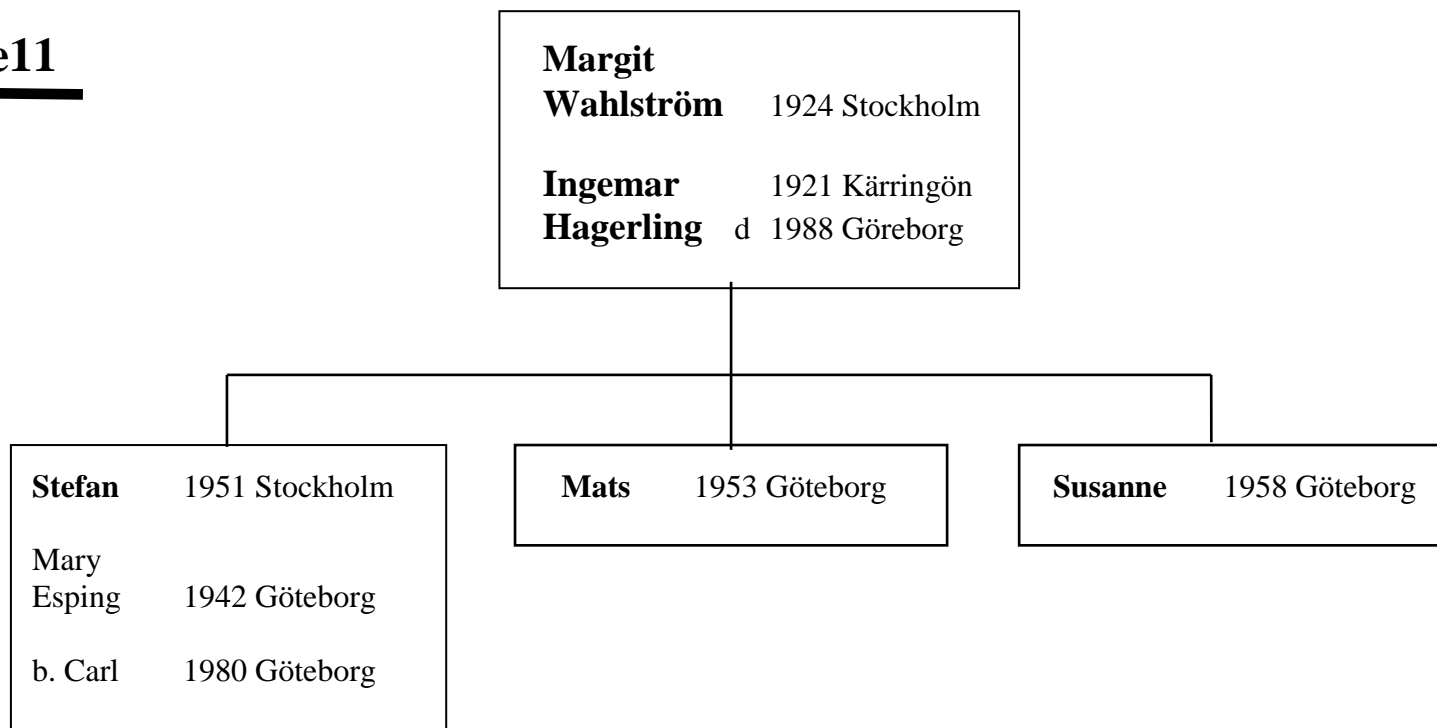 e11
Margit
Wahlström 1924 Stockholm
Ingemar 1921 Kärringön
Hagerling d 1988 Göreborg
Stefan 1951 Stockholm
Mary
Esping 1942 Göteborg
b. Carl 1980 Göteborg
Mats 1953 Göteborg
Susanne 1958 Göteborg